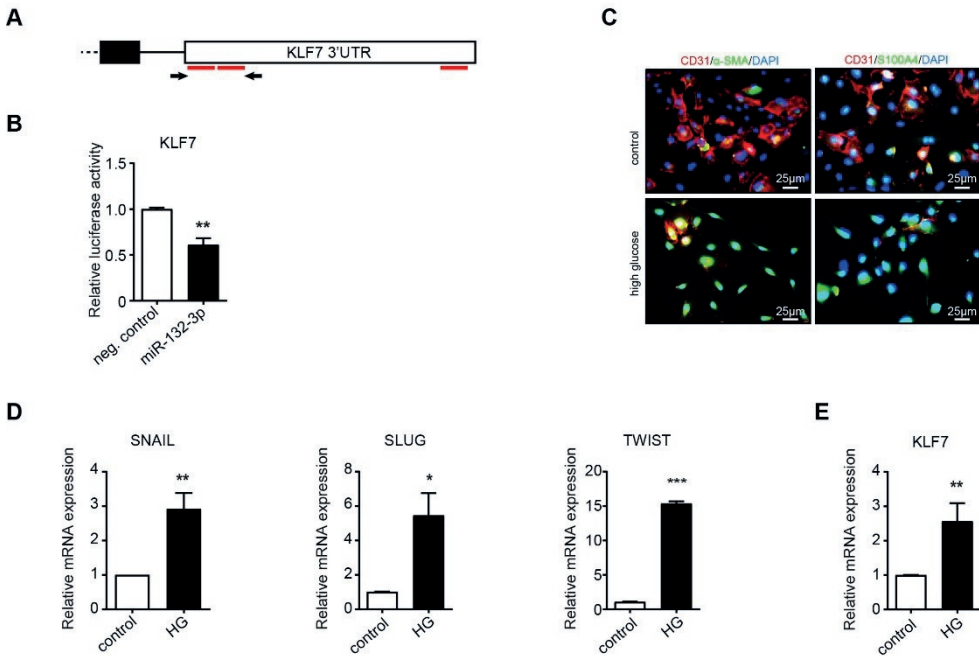 A
KLF7 3'UTR
B
KLF7
Relative luciferase activity
1.5
1.0
0.5
0
**
neg. control
miR-132-3p
C
CD31/α-SMA/DAPI
CD31/S100A4/DAPI
control
25µm
25µm
high glucose
25µm
25µm
D
SNAIL
Relative mRNA expression
4
3
2
1
0
**
control
HG
SLUG
Relative mRNA expression
8
6
4
2
0
*
control
HG
TWIST
Relative mRNA expression
20
15
10
5
0
***
control
HG
E
KLF7
Relative mRNA expression
4
3
2
1
0
**
control
HG